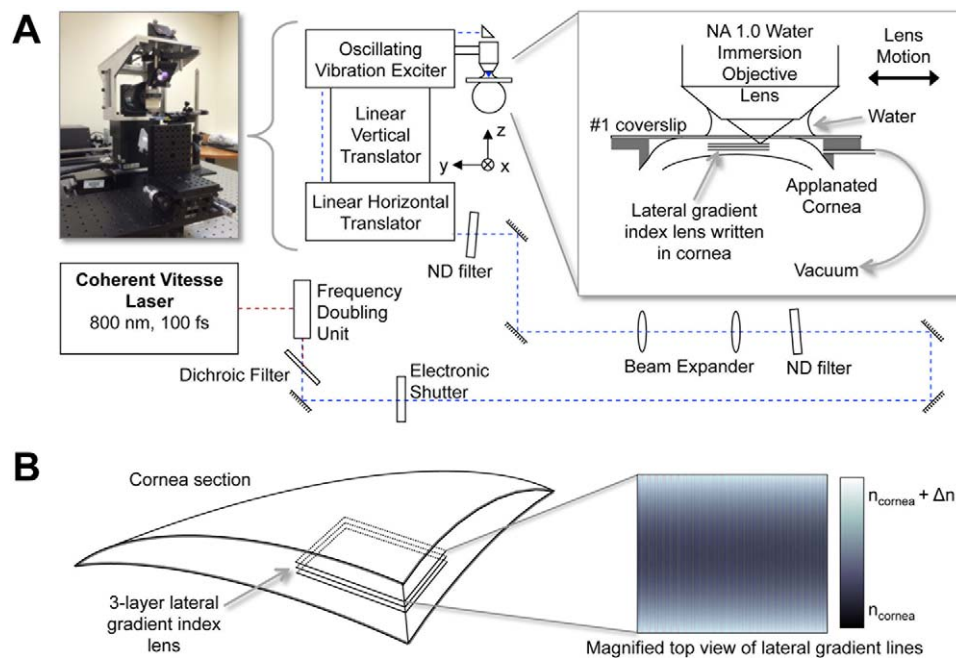 A
Oscillating
Vibration Exciter
Linear
Vertical
Translator
Linear Horizontal
Translator
z
y
x
NA 1.0 Water
Immersion
Objective
Lens
Lens
Motion
#1 coverslip
Water
Applanated
Cornea
Lateral gradient
index lens written
in cornea
Vacuum
ND filter
Coherent Vitesse
Laser
800 nm, 100 fs
Frequency
Doubling
Unit
Dichroic Filter
Electronic
Shutter
Beam Expander
ND filter
B
Cornea section
3-layer lateral
gradient index
lens
n_cornea + Δn
n_cornea
Magnified top view of lateral gradient lines